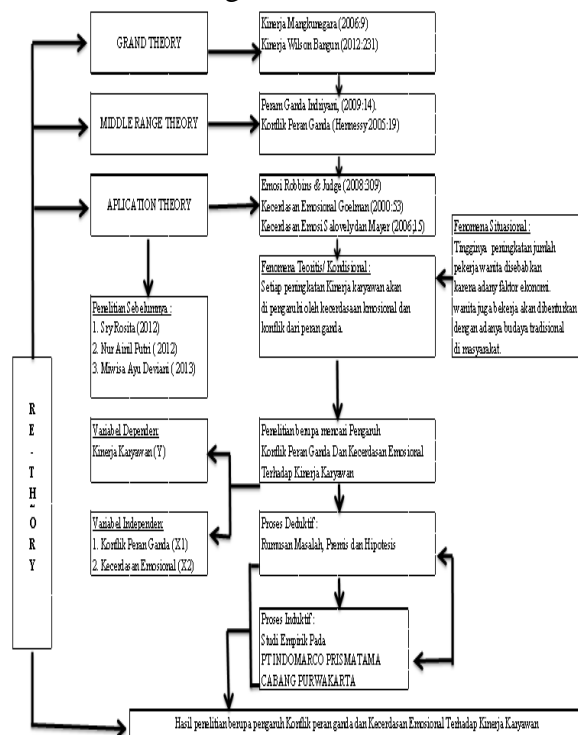 GRAND THEORY
Kinerja Mangkunegara (2006:9)
Kinerja Wilson Bangun (2012:231)
MIDDLE RANGE THEORY
Peram Ganda Indriyani, (2009:14).
Konflik Peran Ganda (Hennessy 2005:19)
APLICATION THEORY
Emosi Robbins & Judge (2008:309)
Kecerdasan Emosional Goelman (2000:53)
Kecerdasan Emosi Salovely dan Mayer (2006,15)
Fenomena Situasional :
Tingginya peningkatan jumlah
pekerja wanita disebabkan
karena adany faktor ekonomi.
wanita juga bekerja akan dibenturkan
dengan adanya budaya tradisional
di masyarakat.
Fenomena Teoritis/ Kondisional :
Setiap peningkatan Kinerja karyawan akan
di pengaruhi oleh kecerdasaan kmosional dan
konflik dari peran ganda.
Penelitian Sebelumnya :
1. Sry Rosita (2012)
2. Nur Ainil Putri ( 2012)
3. Miwisa Ayu Deviani ( 2013)
RE-THORY
Variabel Dependen:
Kinerja Karyawan (Y)
Penelitian berupa mencari Pengaruh
Konflik Peran Ganda Dan Kecerdasan Emosional
Terhadap Kinerja Karyawan
Variabel Independen:
1. Konflik Peran Ganda (X1)
2. Kecerdasan Emosional (X2)
Proses Deduktif :
Rumusan Masalah, Premis dan Hipotesis
Proses Induktif :
Studi Empirik Pada
PT INDOMARCO PRISMATAMA
CABANG PURWAKARTA
Hasil penelitian berupa pengaruh Konflik peran ganda dan Kecerdasan Emosional Terhadap Kinerja Karyawan